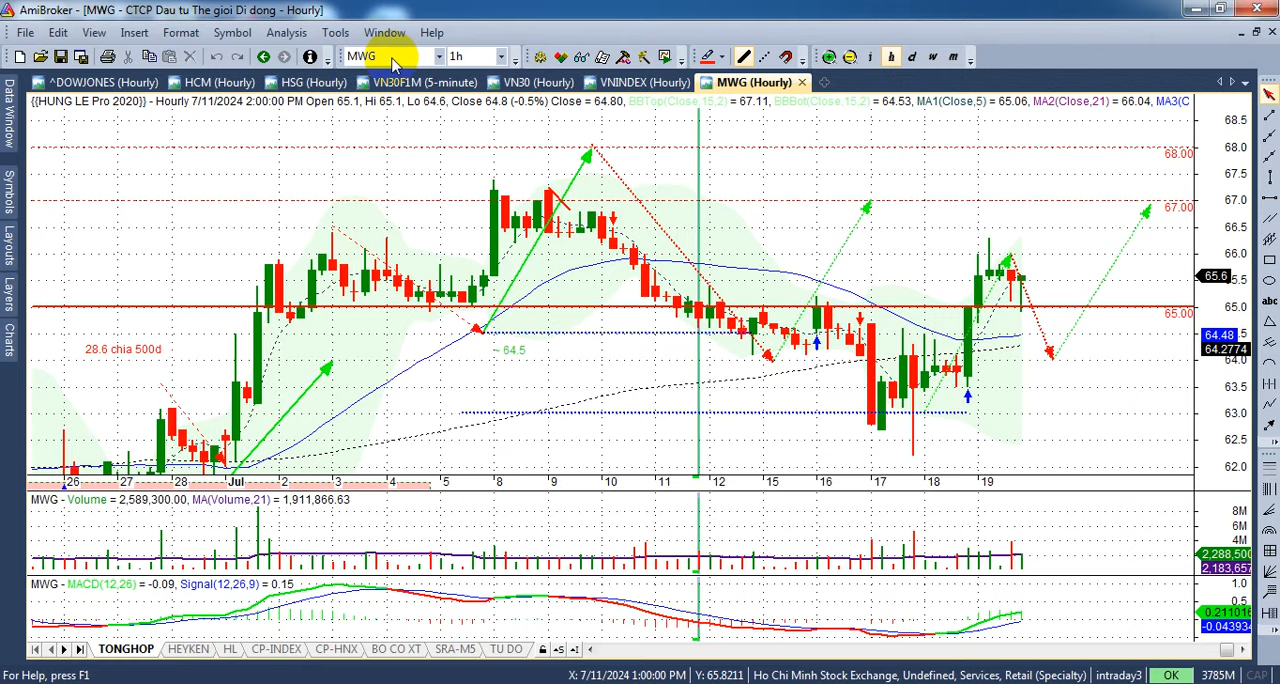 AmiBroker - [MWG - CTCP Dau tu The gioi Di dong - Hourly]
File Edit View Insert Format Symbol Analysis Tools Window Help
MWG 1h i h d w m
^DOWJONES (Hourly) HCM (Hourly) HSG (Hourly) VN30F1M (5-minute) VN30 (Hourly) VNINDEX (Hourly) MWG (Hourly)
{{HUNG LE Pro 2020}} - Hourly 7/11/2024 2:00:00 PM Open 65.1, Hi 65.1, Lo 64.6, Close 64.8 (-0.5%) Close = 64.80, BBTop(Close,15,2) = 67.11, BBBot(Close,15,2) = 64.53, MA1(Close,5) = 65.06, MA2(Close,21) = 66.04, MA3(C
Data Window
Symbols
Layouts
Layers
Charts
68.5
68.0
68.00
67.5
67.0
67.00
66.5
66.0
65.6
65.0
65.00
64.48
64.2774
64.0
63.5
63.0
62.5
62.0
28.6 chia 500d
~ 64.5
26 27 28 Jul 2 3 4 5 8 9 10 11 12 15 16 17 18 19
MWG - Volume = 2,589,300.00, MA(Volume,21) = 1,911,866.63
8M
4M
2,288,500
2,183,657
MWG - MACD(12,26) = -0.09, Signal(12,26,9) = 0.15
1.0
0.5
0.211016
-0.043934
TONGHOP HEYKEN HL CP-INDEX CP-HNX BO CO XT SRA-M5 TU DO
abc
For Help, press F1 X: 7/11/2024 1:00:00 PM Y: 65.8211 Ho Chi Minh Stock Exchange, Undefined, Services, Retail (Specialty) intraday3 OK 3785M CAP